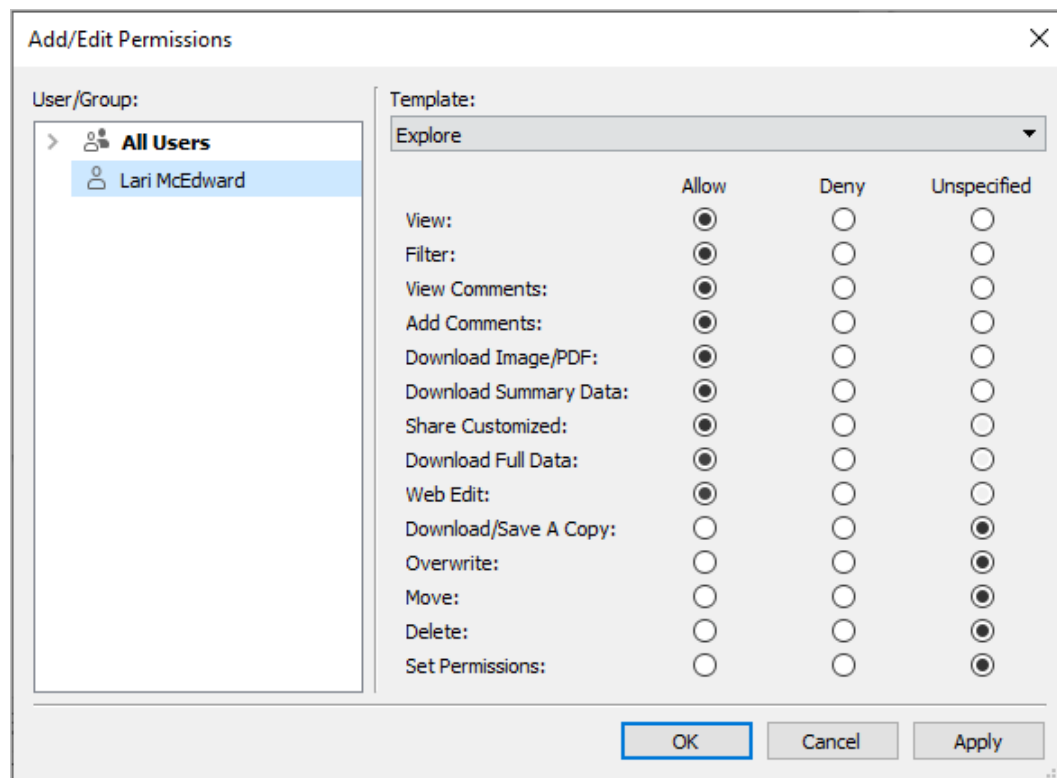 Add/Edit Permissions
User/Group:
All Users
Lari McEdward
Template:
Explore
Allow Deny Unspecified
View:
Filter:
View Comments:
Add Comments:
Download Image/PDF:
Download Summary Data:
Share Customized:
Download Full Data:
Web Edit:
Download/Save A Copy:
Overwrite:
Move:
Delete:
Set Permissions:
OK Cancel Apply